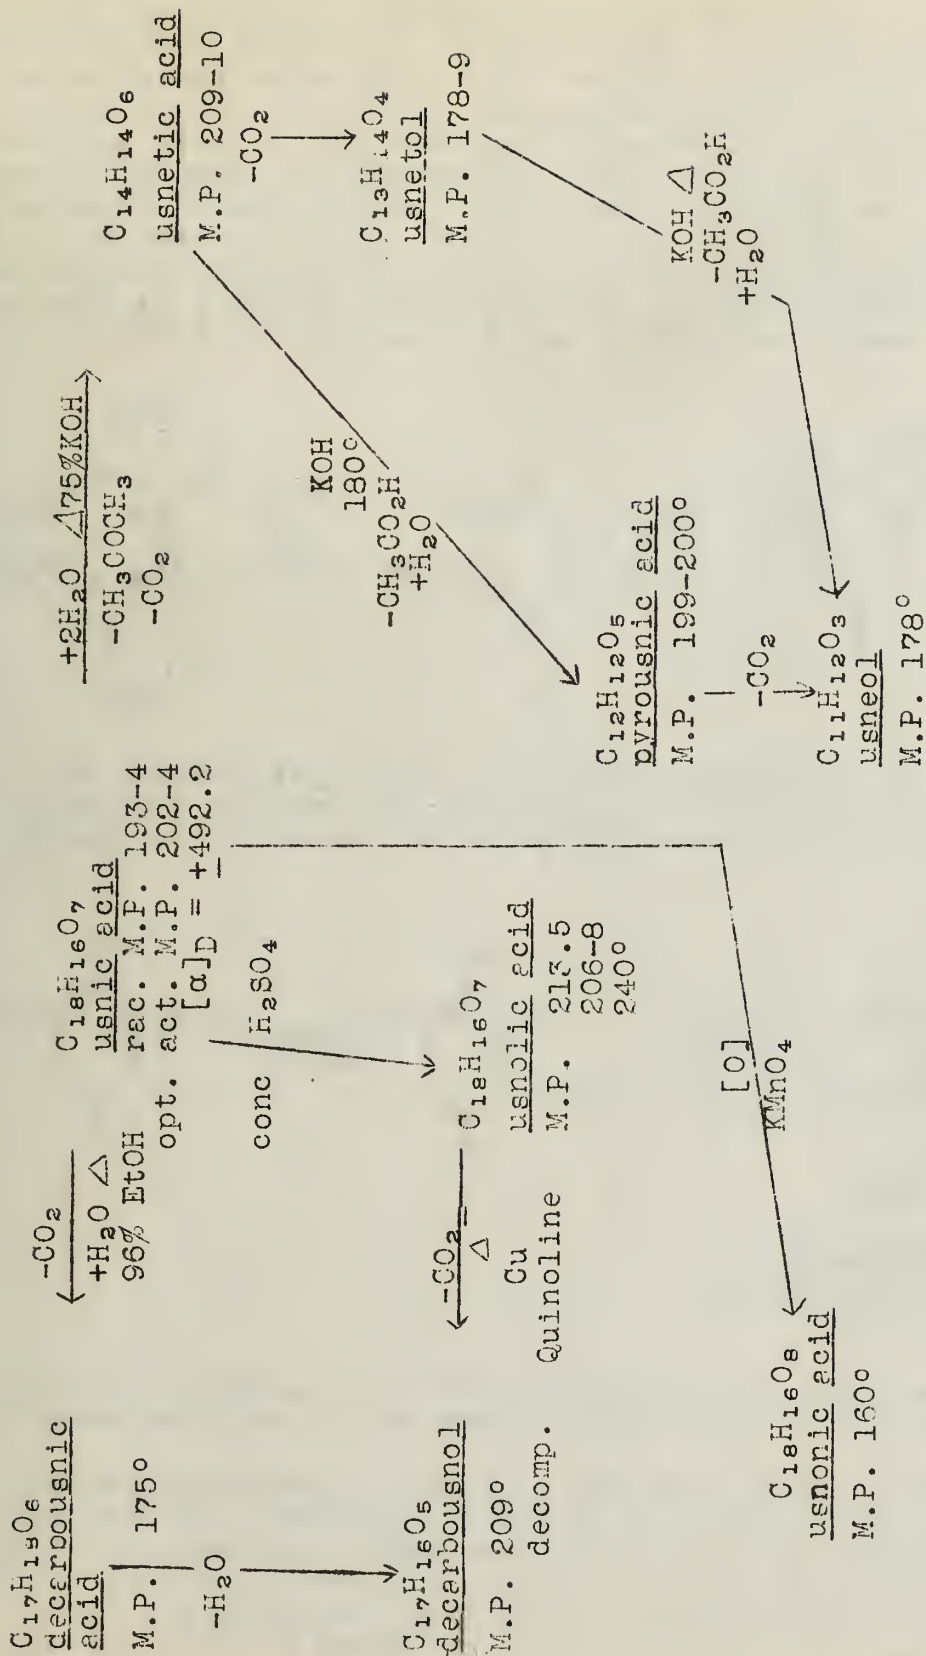 C₁₇H₁₈O₆
decarbousnic
acid
M.P. 175°
-H₂O
C₁₇H₁₆O₅
decarbousnol
M.P. 209°
decomp.
-CO₂
+H₂O △
96% EtOH
C₁₈H₁₆O₇
usnic acid
rac. M.P. 193-4
opt. act. M.P. 202-4
[α]D = ±492.2
conc H₂SO₄
C₁₈H₁₆O₇
usnolic acid
M.P. 213.5
206-8
240°
-CO₂
△
Cu
Quinoline
[O]
KMnO₄
C₁₈H₁₆O₈
usnonic acid
M.P. 160°
+2H₂O △75%KOH
-CH₃COCH₃
-CO₂
C₁₄H₁₄O₆
usnetic acid
M.P. 209-10
-CO₂
C₁₃H₁₄O₄
usnetol
M.P. 178-9
KOH
180°
-CH₃CO₂H
+H₂O
KOH △
-CH₃CO₂H
+H₂O
C₁₂H₁₂O₅
pyrousnic acid
M.P. 199-200°
-CO₂
C₁₁H₁₂O₃
usneol
M.P. 178°